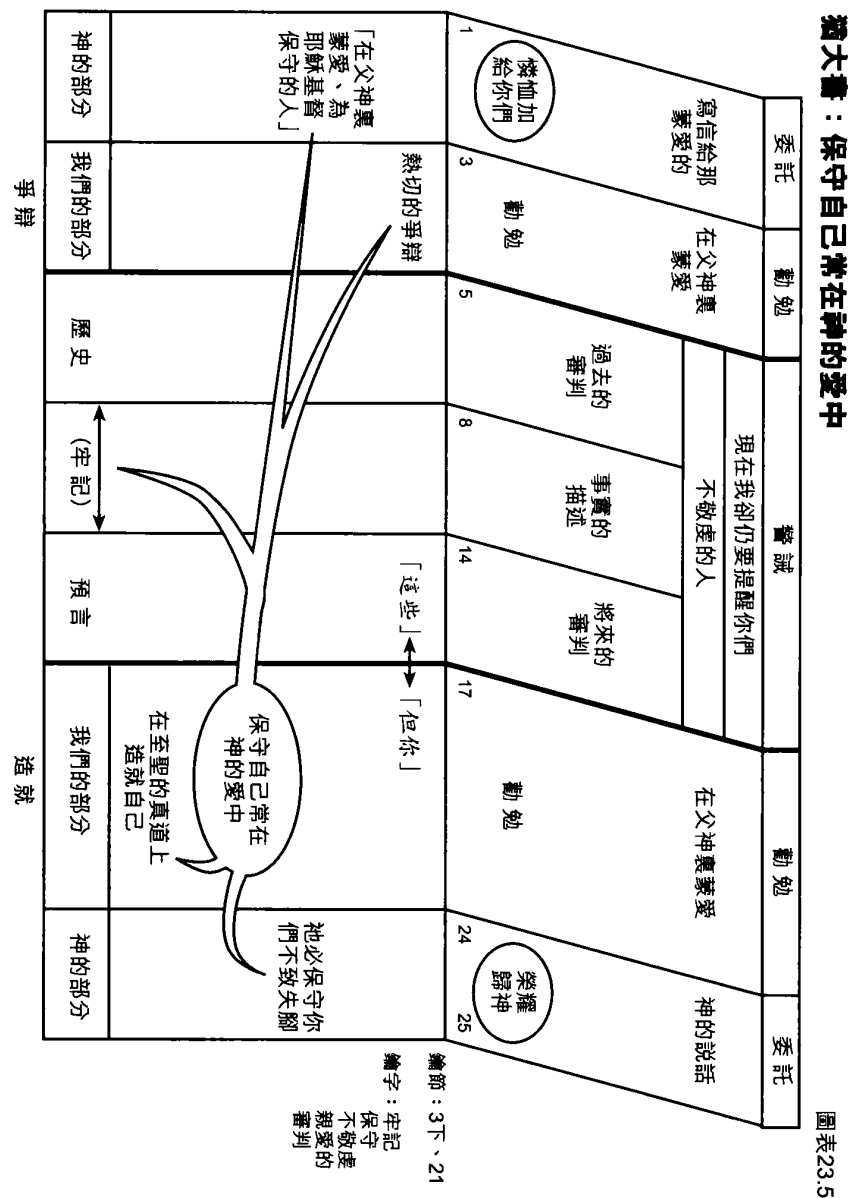 猶大書：保守自己常在神的愛中
圖表23.5
委託
勸勉
警誡
勸勉
委託
現在我卻仍要提醒你們
不敬虔的人
寫信給那
蒙愛的
在父神裏
蒙愛
過去的
審判
事實的
描述
將來的
審判
在父神裏蒙愛
神的説話
憐恤加
給你們
勸勉
勸勉
榮耀
歸神
1
3
5
8
14
17
24
25
「在父神裏
蒙愛、為
耶穌基督
保守的人」
熱切的爭辯
「這些」
「但你」
保守自己常在
神的愛中
在至聖的真道上
造就自己
祂必保守你
們不致失腳
神的部分
我們的部分
歷史
(牢記)
預言
我們的部分
神的部分
爭辯
造就
鑰節：3下、21
鑰字：牢記
保守
不敬虔
親愛的
審判